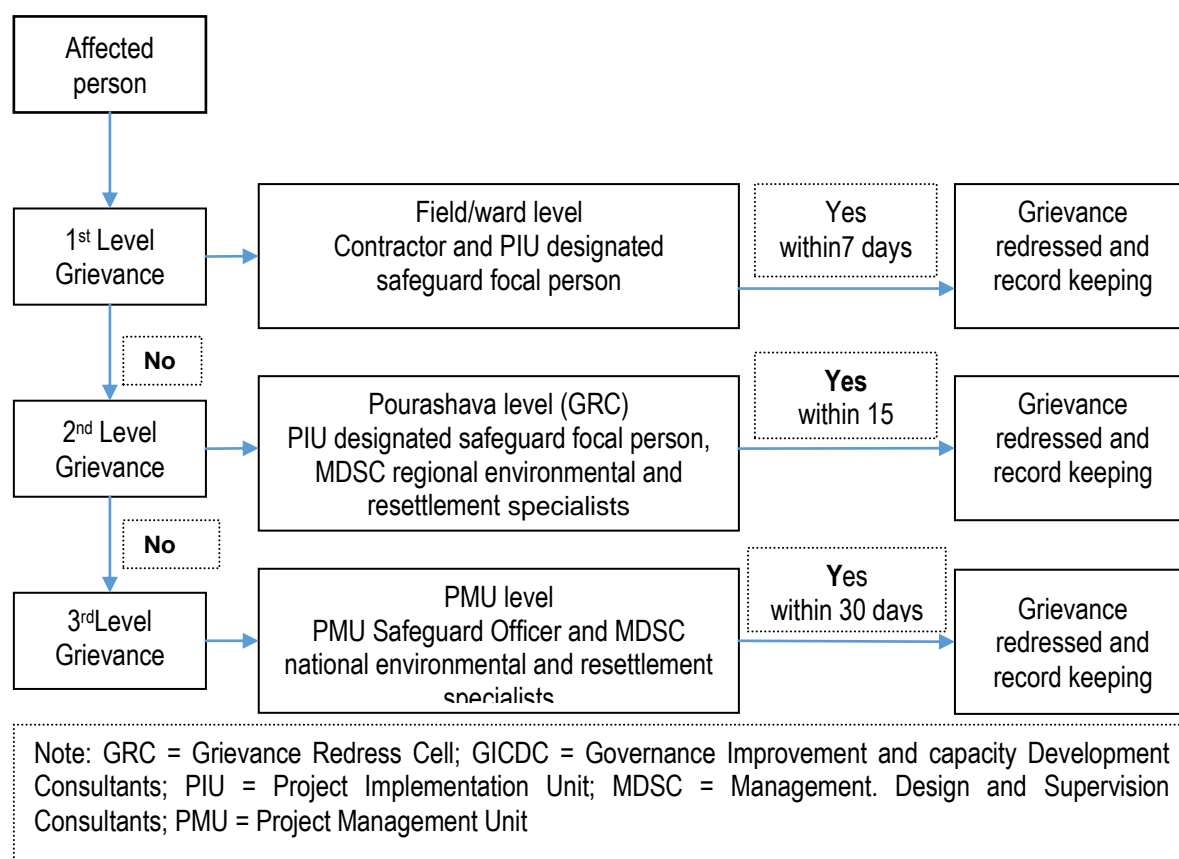 Affected
person
1st Level
Grievance
Field/ward level
Contractor and PIU designated
safeguard focal person
Yes
within7 days
Grievance
redressed and
record keeping
No
2nd Level
Grievance
Pourashava level (GRC)
PIU designated safeguard focal person,
MDSC regional environmental and
resettlement specialists
Yes
within 15
Grievance
redressed and
record keeping
No
3rdLevel
Grievance
PMU level
PMU Safeguard Officer and MDSC
national environmental and resettlement
specialists
Yes
within 30 days
Grievance
redressed and
record keeping
Note: GRC = Grievance Redress Cell; GICDC = Governance Improvement and capacity Development
Consultants; PIU = Project Implementation Unit; MDSC = Management. Design and Supervision
Consultants; PMU = Project Management Unit